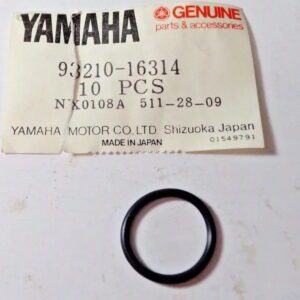 YAMAHA GENUINE
parts & accessories
93210-16314
10 PCS
NX0108A 511-28-09
YAMAHA MOTOR CO.,LTD. Shizuoka Japan
MADE IN JAPAN 01549791